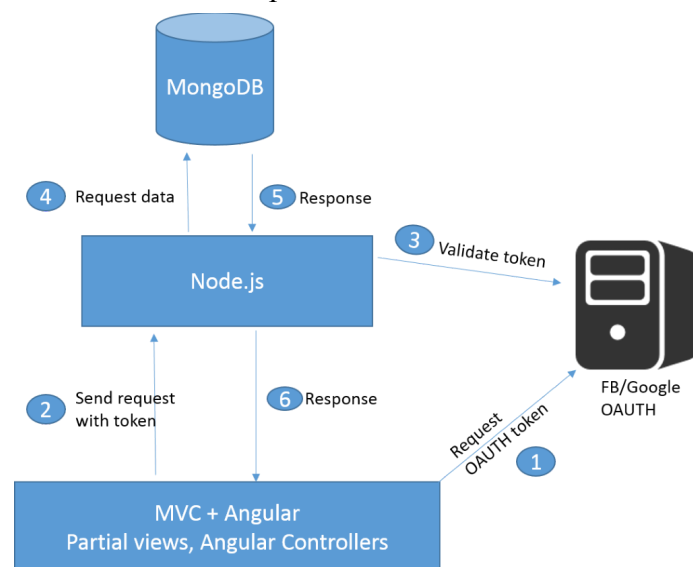 MongoDB
4
Request data
5
Response
3
Validate token
Node.js
FB/Google
OAUTH
2
Send request
with token
6
Response
Request
OAUTH token
1
MVC + Angular
Partial views, Angular Controllers